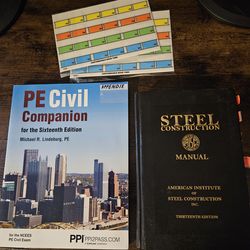 APPENDIX
PE Civil
Companion
for the Sixteenth Edition
Michael R. Lindeburg, PE
for the NCEES
PE Civil Exam
PPI PPI2PASS.COM
STEEL
CONSTRUCTION
MANUAL
AMERICAN INSTITUTE
OF
STEEL CONSTRUCTION
INC.
THIRTEENTH EDITION